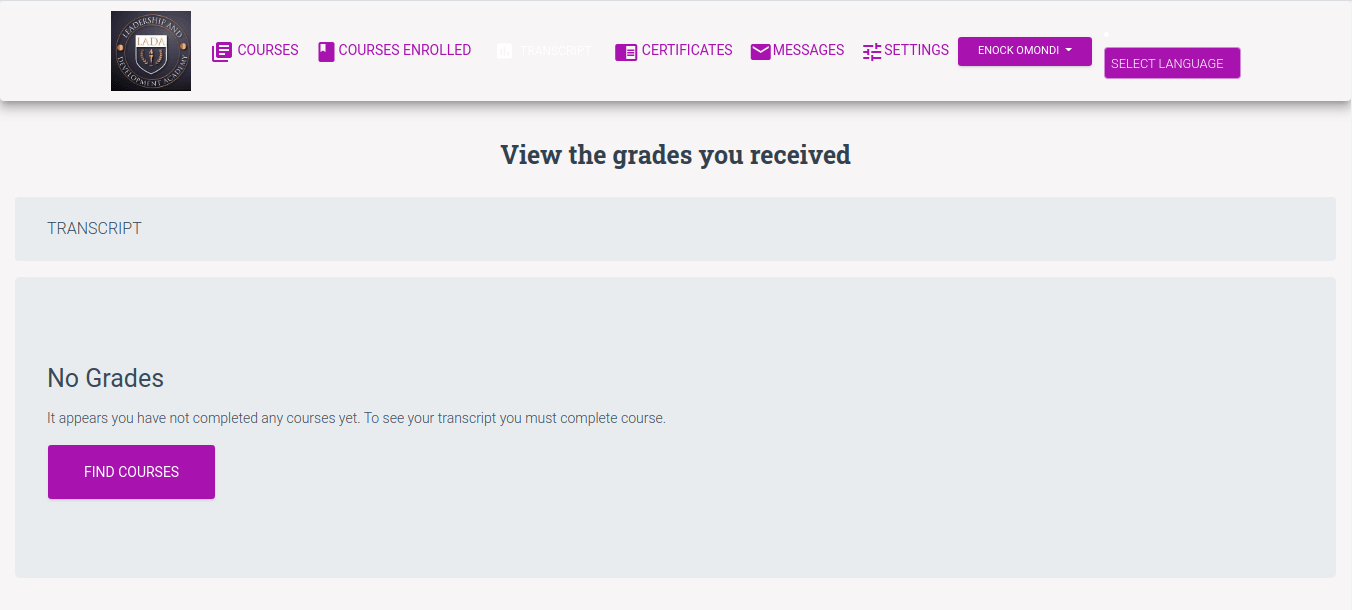 LEADERSHIP AND
LADA
DEVELOPMENT ACADEMY
COURSES
COURSES ENROLLED
TRANSCRIPT
CERTIFICATES
MESSAGES
SETTINGS
ENOCK OMONDI
SELECT LANGUAGE
View the grades you received
TRANSCRIPT
No Grades
It appears you have not completed any courses yet. To see your transcript you must complete course.
FIND COURSES